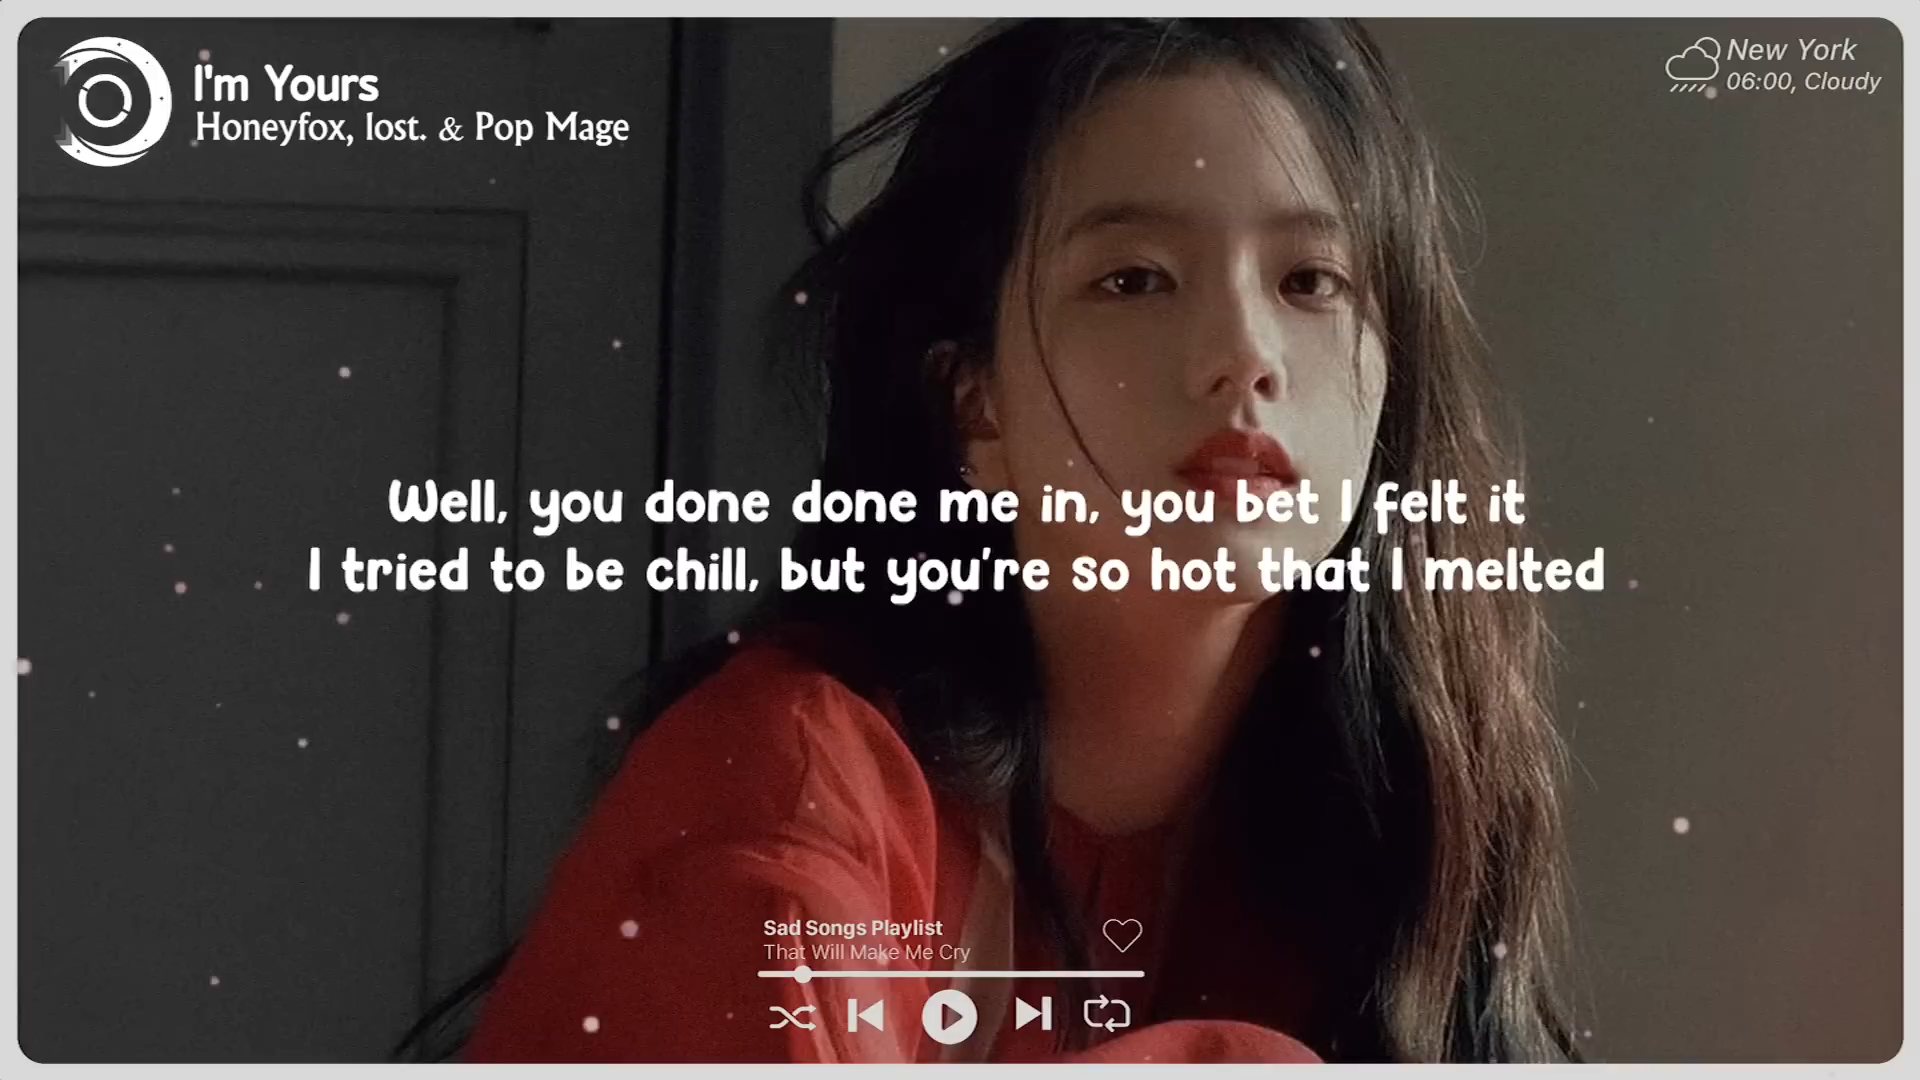 I'm Yours
Honeyfox, lost. & Pop Mage
New York
06:00, Cloudy
Well, you done done me in, you bet I felt it
I tried to be chill, but you're so hot that I melted
Sad Songs Playlist
That Will Make Me Cry